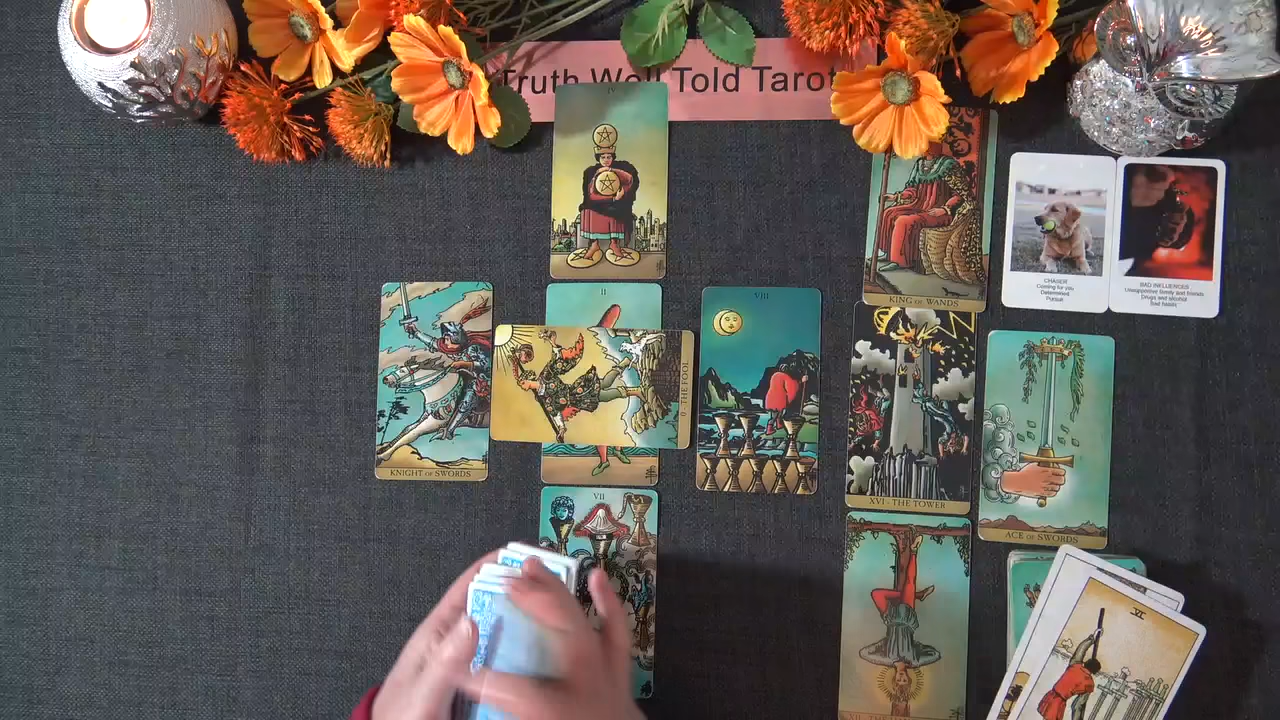 Truth Well Told Tarot
IV
KING OF WANDS
CHASER
Coming for you
Determined
Pursuit
BAD INFLUENCES
Unsupportive family and friends
Drugs and alcohol
Bad habits
II
VIII
KNIGHT OF SWORDS
0 - THE FOOL
XVI - THE TOWER
ACE OF SWORDS
VII
VI